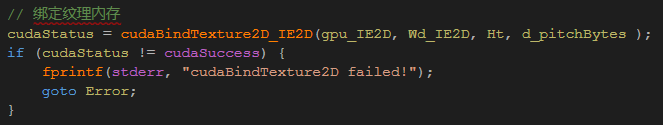 // 绑定纹理内存
cudaStatus = cudaBindTexture2D_IE2D(gpu_IE2D, Wd_IE2D, Ht, d_pitchBytes );
if (cudaStatus != cudaSuccess) {
    fprintf(stderr, "cudaBindTexture2D failed!");
    goto Error;
}